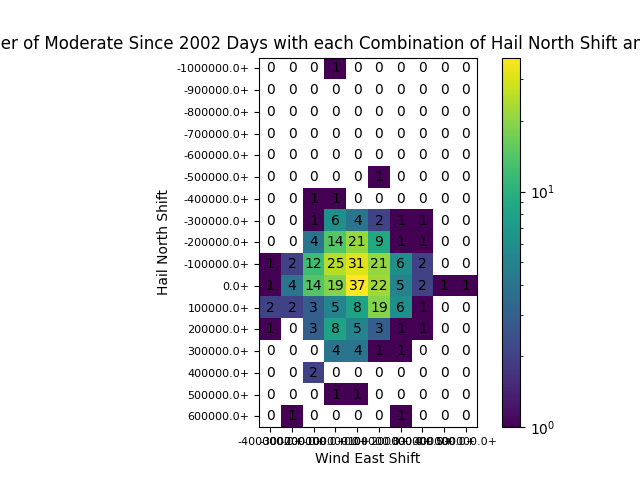 er of Moderate Since 2002 Days with each Combination of Hail North Shift a
Hail North Shift
-1000000.0+ 0 0 0 1 0 0 0 0 0 0
-900000.0+ 0 0 0 0 0 0 0 0 0 0
-800000.0+ 0 0 0 0 0 0 0 0 0 0
-700000.0+ 0 0 0 0 0 0 0 0 0 0
-600000.0+ 0 0 0 0 0 0 0 0 0 0
-500000.0+ 0 0 0 0 0 1 0 0 0 0
-400000.0+ 0 0 1 1 0 0 0 0 0 0
-300000.0+ 0 0 1 6 4 2 1 1 0 0
-200000.0+ 0 0 4 14 21 9 1 1 0 0
-100000.0+ 1 2 12 25 31 21 6 2 0 0
0.0+ 1 4 14 19 37 22 5 2 1 1
100000.0+ 2 2 3 5 8 19 6 1 0 0
200000.0+ 1 0 3 8 5 3 1 1 0 0
300000.0+ 0 0 0 4 4 1 1 0 0 0
400000.0+ 0 0 2 0 0 0 0 0 0 0
500000.0+ 0 0 0 1 1 0 0 0 0 0
600000.0+ 0 1 0 0 0 0 1 0 0 0
Wind East Shift
10¹
10⁰